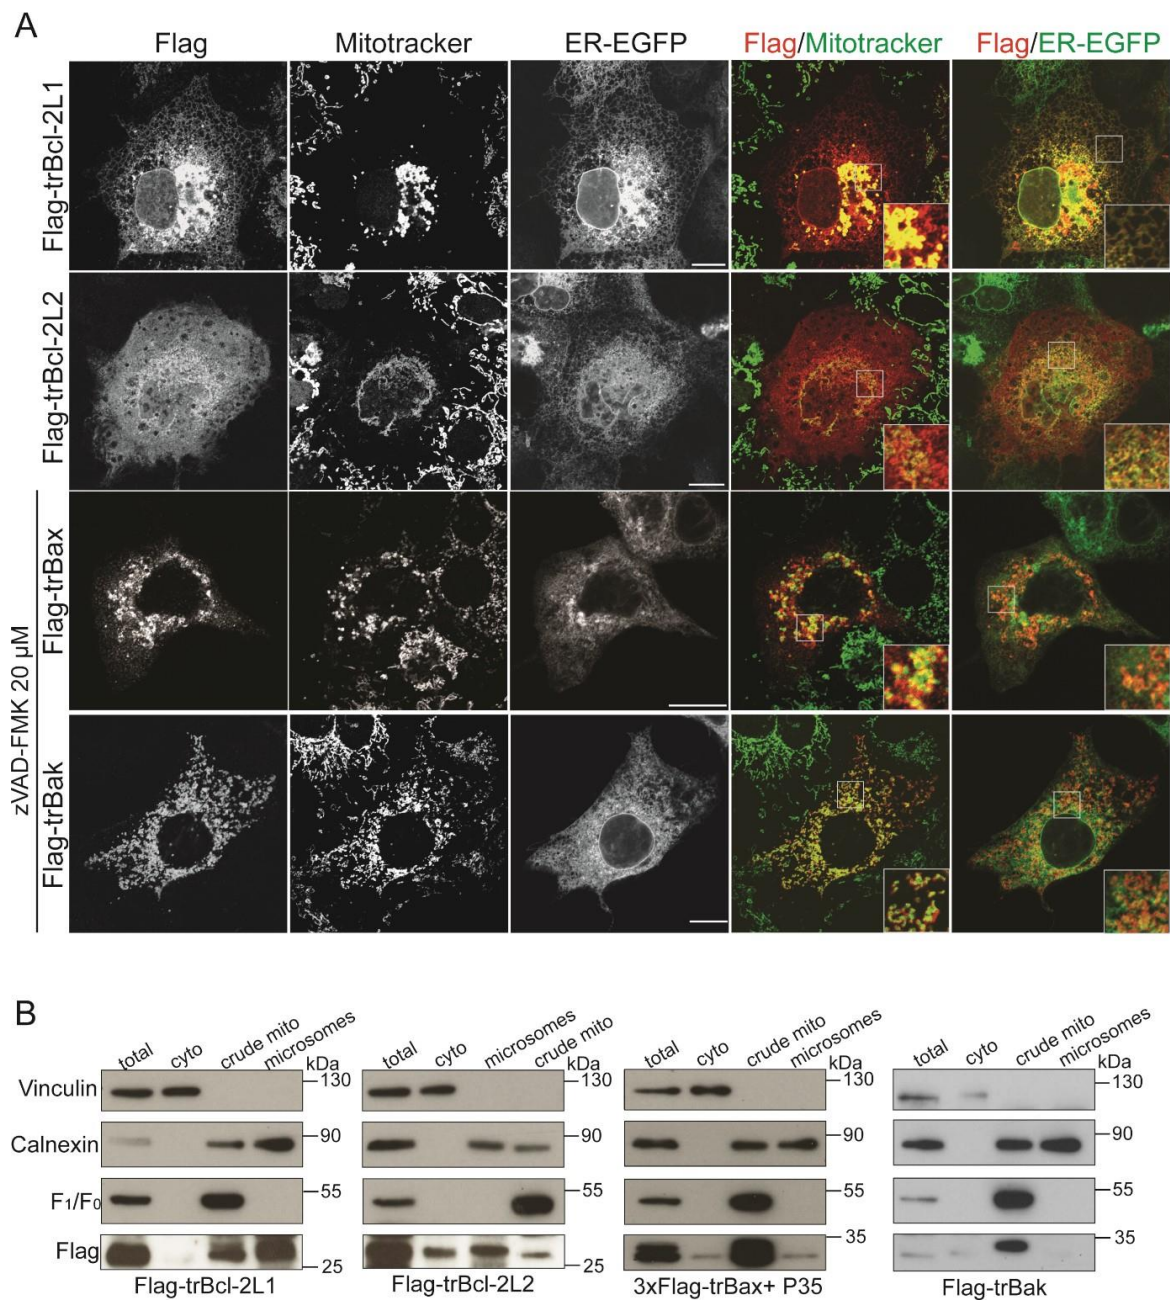 A
Flag Mitotracker ER-EGFP Flag/Mitotracker Flag/ER-EGFP
Flag-trBcl-2L1
Flag-trBcl-2L2
zVAD-FMK 20 µM
Flag-trBax
Flag-trBak
B
total cyto crude mito microsomes kDa total cyto microsomes crude mito kDa total cyto crude mito microsomes kDa total cyto crude mito microsomes kDa
Vinculin 130 130 130 130
Calnexin 90 90 90 90
F1/F0 55 55 55 55
Flag 25 25 35 25 35 25
Flag-trBcl-2L1 Flag-trBcl-2L2 3xFlag-trBax+ P35 Flag-trBak